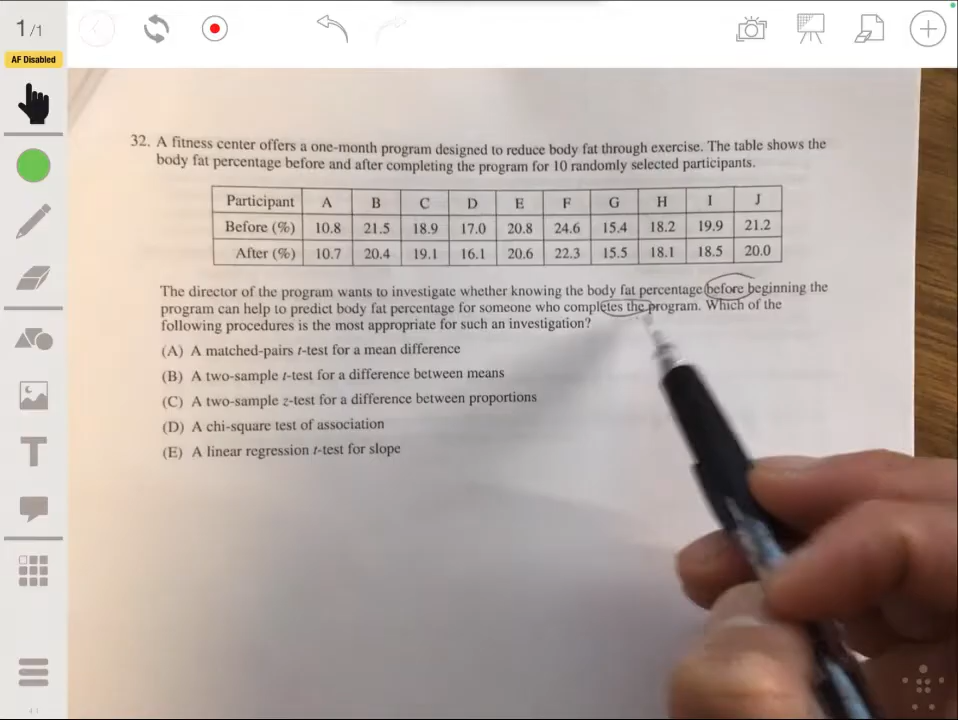 1/1
AF Disabled
32. A fitness center offers a one-month program designed to reduce body fat through exercise. The table shows the
body fat percentage before and after completing the program for 10 randomly selected participants.
Participant A B C D E F G H I J
Before (%) 10.8 21.5 18.9 17.0 20.8 24.6 15.4 18.2 19.9 21.2
After (%) 10.7 20.4 19.1 16.1 20.6 22.3 15.5 18.1 18.5 20.0
The director of the program wants to investigate whether knowing the body fat percentage before beginning the
program can help to predict body fat percentage for someone who completes the program. Which of the
following procedures is the most appropriate for such an investigation?
(A) A matched-pairs t-test for a mean difference
(B) A two-sample t-test for a difference between means
(C) A two-sample z-test for a difference between proportions
(D) A chi-square test of association
(E) A linear regression t-test for slope
T